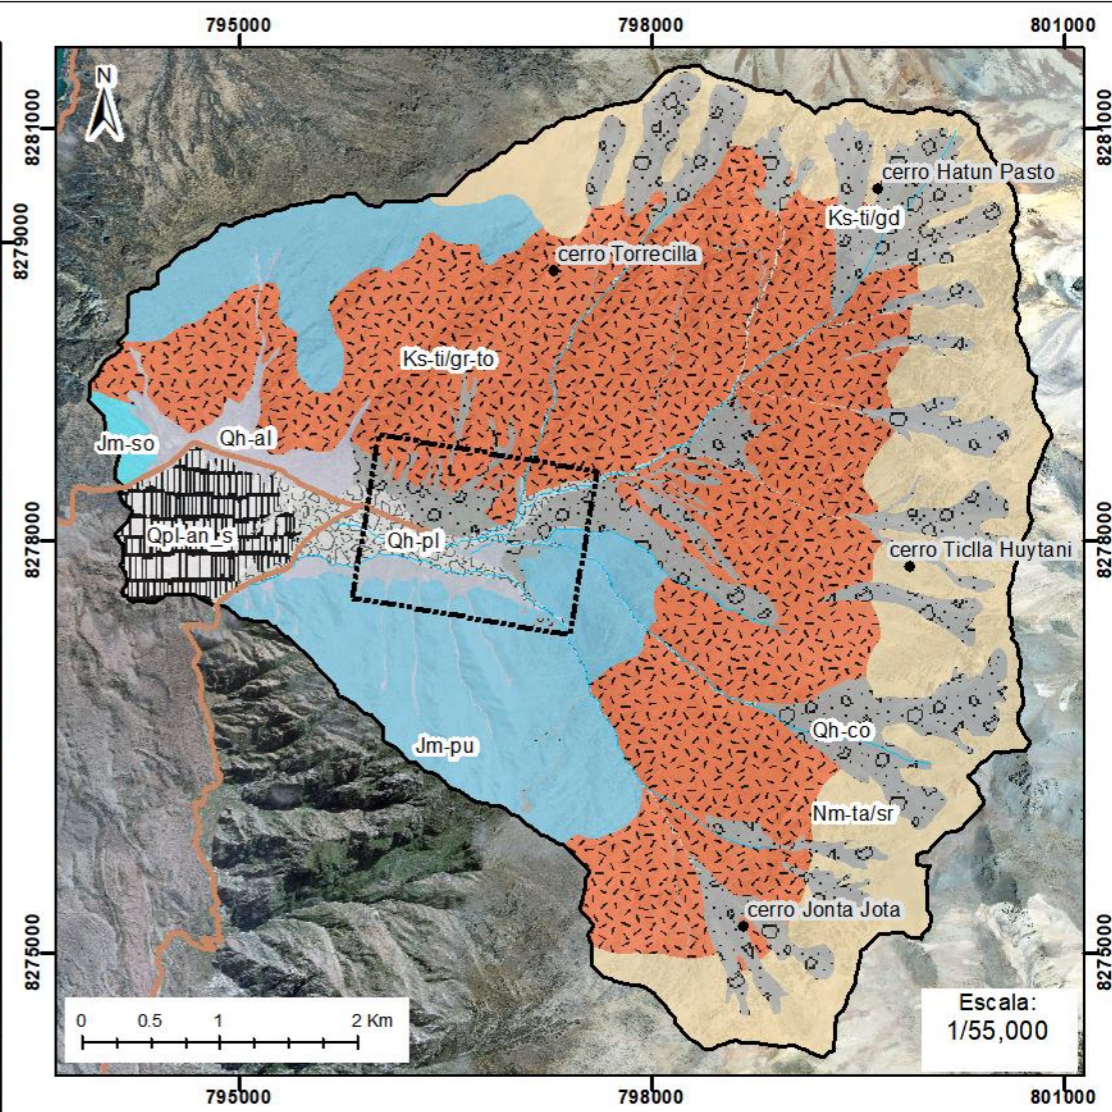 795000
798000
801000
N
8281000
8281000
cerro Hatun Pasto
Ks-ti/gd
8279000
cerro Torrecilla
Ks-ti/gr-to
Jm-so
Qh-al
Qpl-an_s
Qh-pl
8278000
8278000
cerro Ticlla Huytani
Qh-co
Jm-pu
Nm-ta/sr
cerro Jonta Jota
8275000
8275000
0 0.5 1 2 Km
Escala:
1/55,000
795000
798000
801000